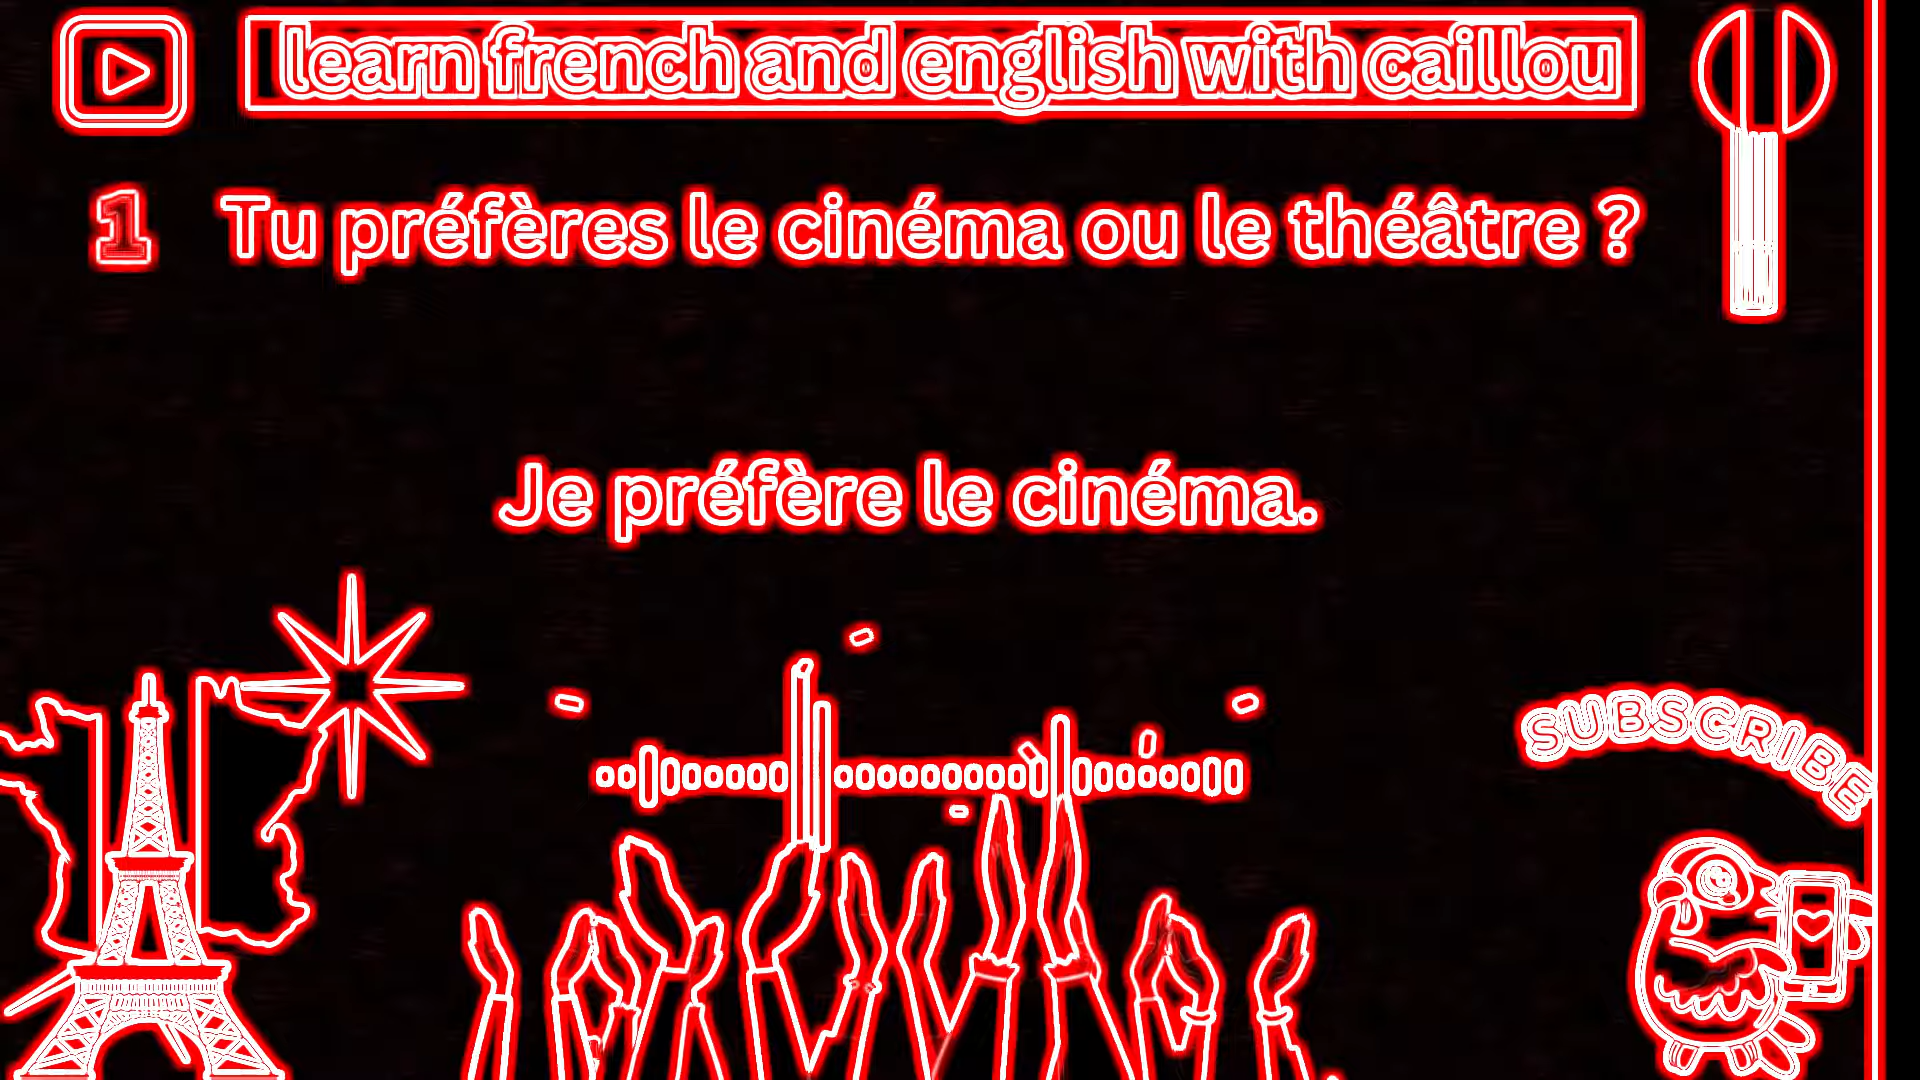 learn french and english with caillou
1 Tu préfères le cinéma ou le théâtre ?
Je préfère le cinéma.
SUBSCRIBE